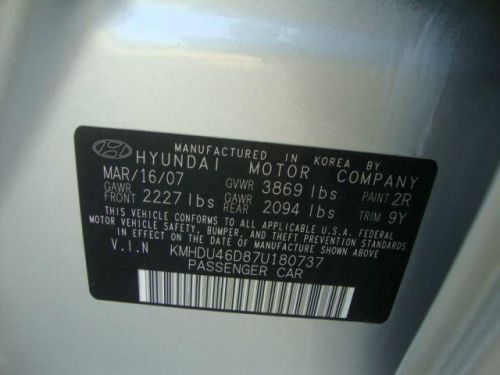 MANUFACTURED IN KOREA BY
HYUNDAI MOTOR COMPANY
MAR/16/07 GVWR 3869 lbs PAINT 2R
GAWR FRONT 2227 lbs GAWR REAR 2094 lbs TRIM 9Y
THIS VEHICLE CONFORMS TO ALL APPLICABLE U.S.A. FEDERAL
MOTOR VEHICLE SAFETY, BUMPER, AND THEFT PREVENTION STANDARDS
IN EFFECT ON THE DATE OF MANUFACTURE SHOWN ABOVE.
V.I.N KMHDU46D87U180737
PASSENGER CAR